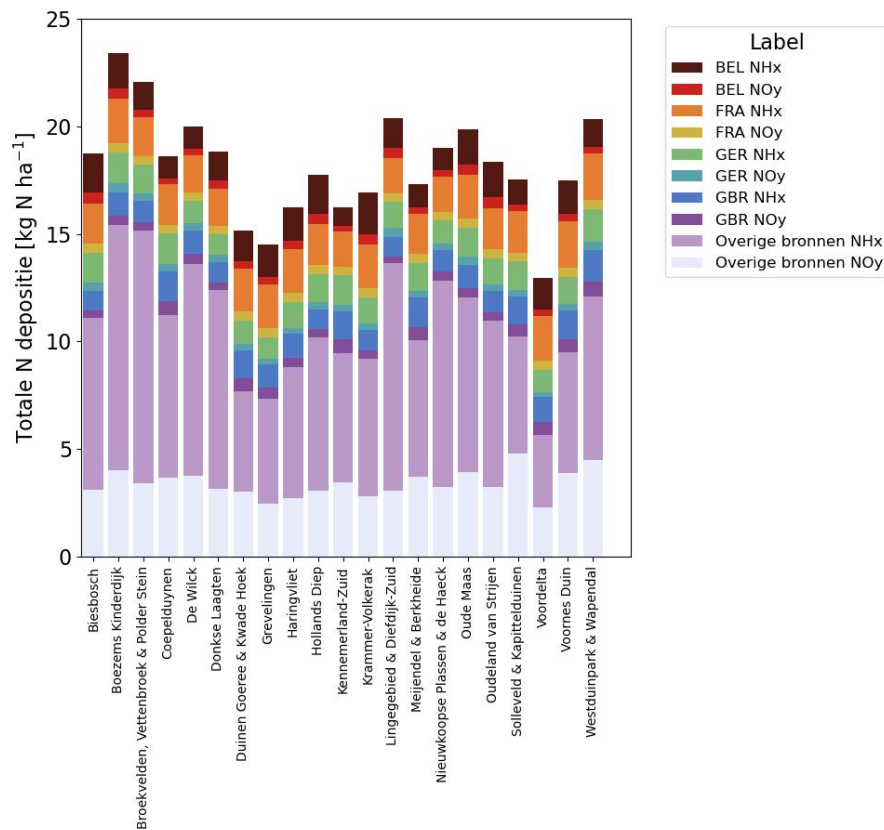 25
20
15
10
5
0
Totale N depositie [kg N ha⁻¹]
Biesbosch
Boezems Kinderdijk
Broekvelden, Vettenbroek & Polder Stein
Coepelduynen
De Wilck
Donkse Laagten
Duinen Goeree & Kwade Hoek
Grevelingen
Haringvliet
Hollands Diep
Kennemerland-Zuid
Krammer-Volkerak
Lingegebied & Diefdijk-Zuid
Meijendel & Berkheide
Nieuwkoopse Plassen & de Haeck
Oude Maas
Oudeland van Strijen
Solleveld & Kapittelduinen
Voordelta
Voornes Duin
Westduinpark & Wapendal
Label
BEL NHx
BEL NOy
FRA NHx
FRA NOy
GER NHx
GER NOy
GBR NHx
GBR NOy
Overige bronnen NHx
Overige bronnen NOy